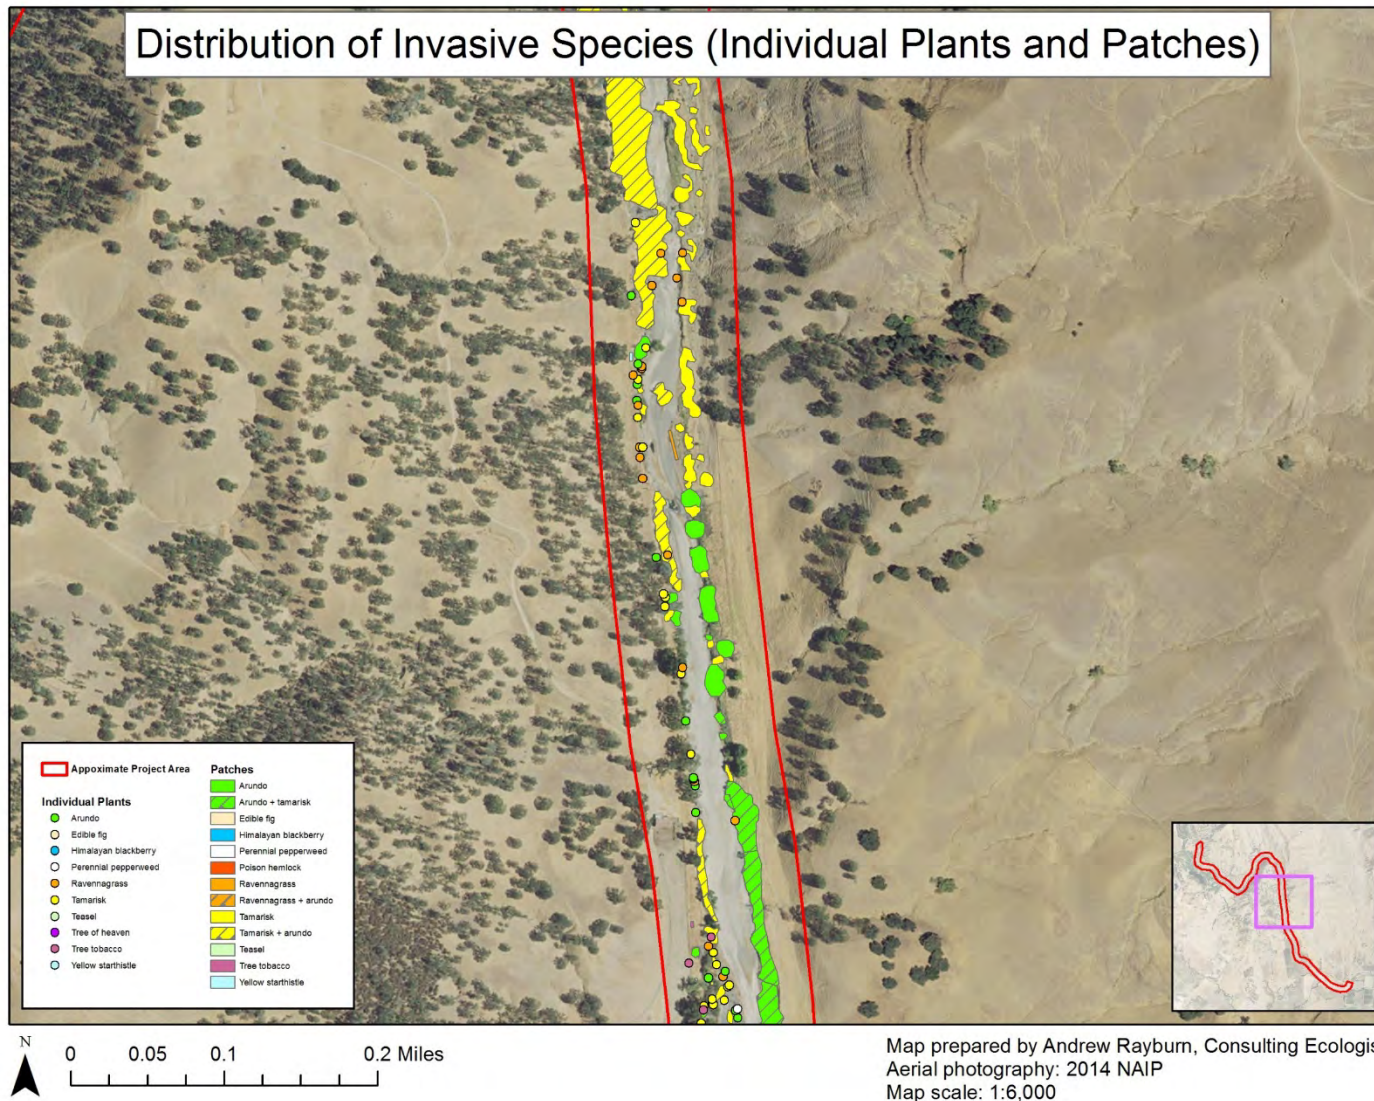 Distribution of Invasive Species (Individual Plants and Patches)
Appoximate Project Area
Individual Plants
Arundo
Edible fig
Himalayan blackberry
Perennial pepperweed
Ravennagrass
Tamarisk
Teasel
Tree of heaven
Tree tobacco
Yellow starthistle
Patches
Arundo
Arundo + tamarisk
Edible fig
Himalayan blackberry
Perennial pepperweed
Poison hemlock
Ravennagrass
Ravennagrass + arundo
Tamarisk
Tamarisk + arundo
Teasel
Tree tobacco
Yellow starthistle
N
0 0.05 0.1 0.2 Miles
Map prepared by Andrew Rayburn, Consulting Ecologis
Aerial photography: 2014 NAIP
Map scale: 1:6,000